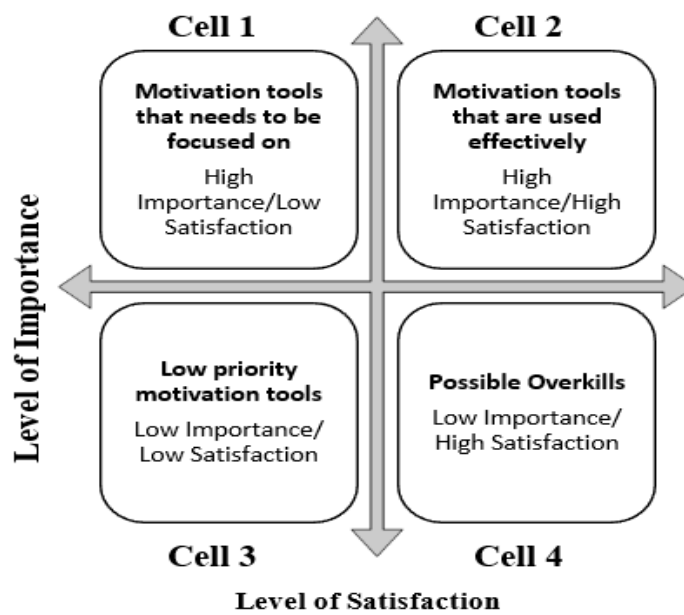 Cell 1
Cell 2
Motivation tools
that needs to be
focused on
High
Importance/Low
Satisfaction
Motivation tools
that are used
effectively
High
Importance/High
Satisfaction
Level of Importance
Low priority
motivation tools
Low Importance/
Low Satisfaction
Possible Overkills
Low Importance/
High Satisfaction
Cell 3
Cell 4
Level of Satisfaction